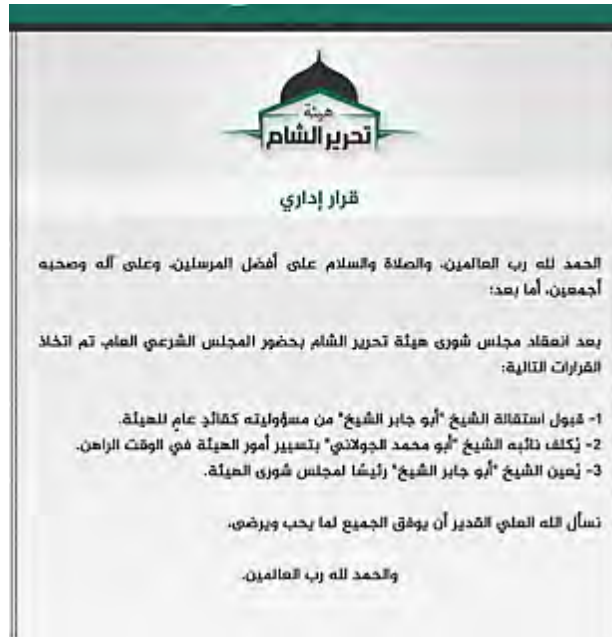 هيئة
تحرير الشام
قرار إداري
الحمد لله رب العالمين، والصلاة والسلام على أفضل المرسلين، وعلى آله وصحبه
أجمعين، أما بعد:
بعد انعقاد مجلس شورى هيئة تحرير الشام بحضور المجلس الشرعي العام، تم اتخاذ
القرارات التالية:
1- قبول استقالة الشيخ "أبو جابر الشيخ" من مسؤوليته كقائدٍ عامٍ للهيئة.
2- يُكلف نائبه الشيخ "أبو محمد الجولاني" بتسيير أمور الهيئة في الوقت الراهن.
3- يُعين الشيخ "أبو جابر الشيخ" رئيسًا لمجلس شورى الهيئة.
نسأل الله العلي القدير أن يوفق الجميع لما يحب ويرضى،
والحمد لله رب العالمين.